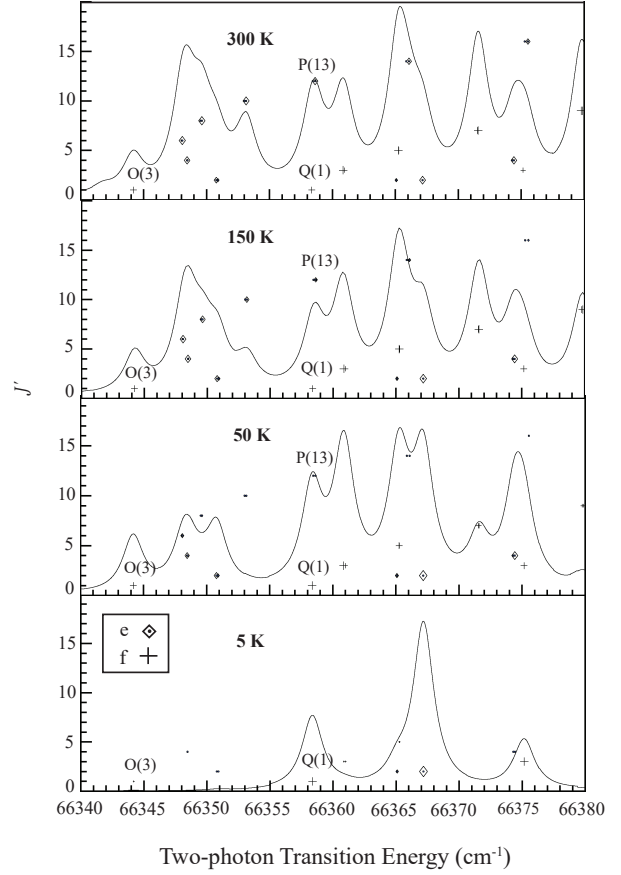 15
300 K
P(13)
10
5
Q(1)
O(3)
0
15
150 K
P(13)
10
5
Q(1)
O(3)
0
J′
15
50 K
P(13)
10
5
O(3)
Q(1)
0
15
e
5 K
f
10
5
O(3)
Q(1)
0
66340 66345 66350 66355 66360 66365 66370 66375 66380
Two-photon Transition Energy (cm-1)